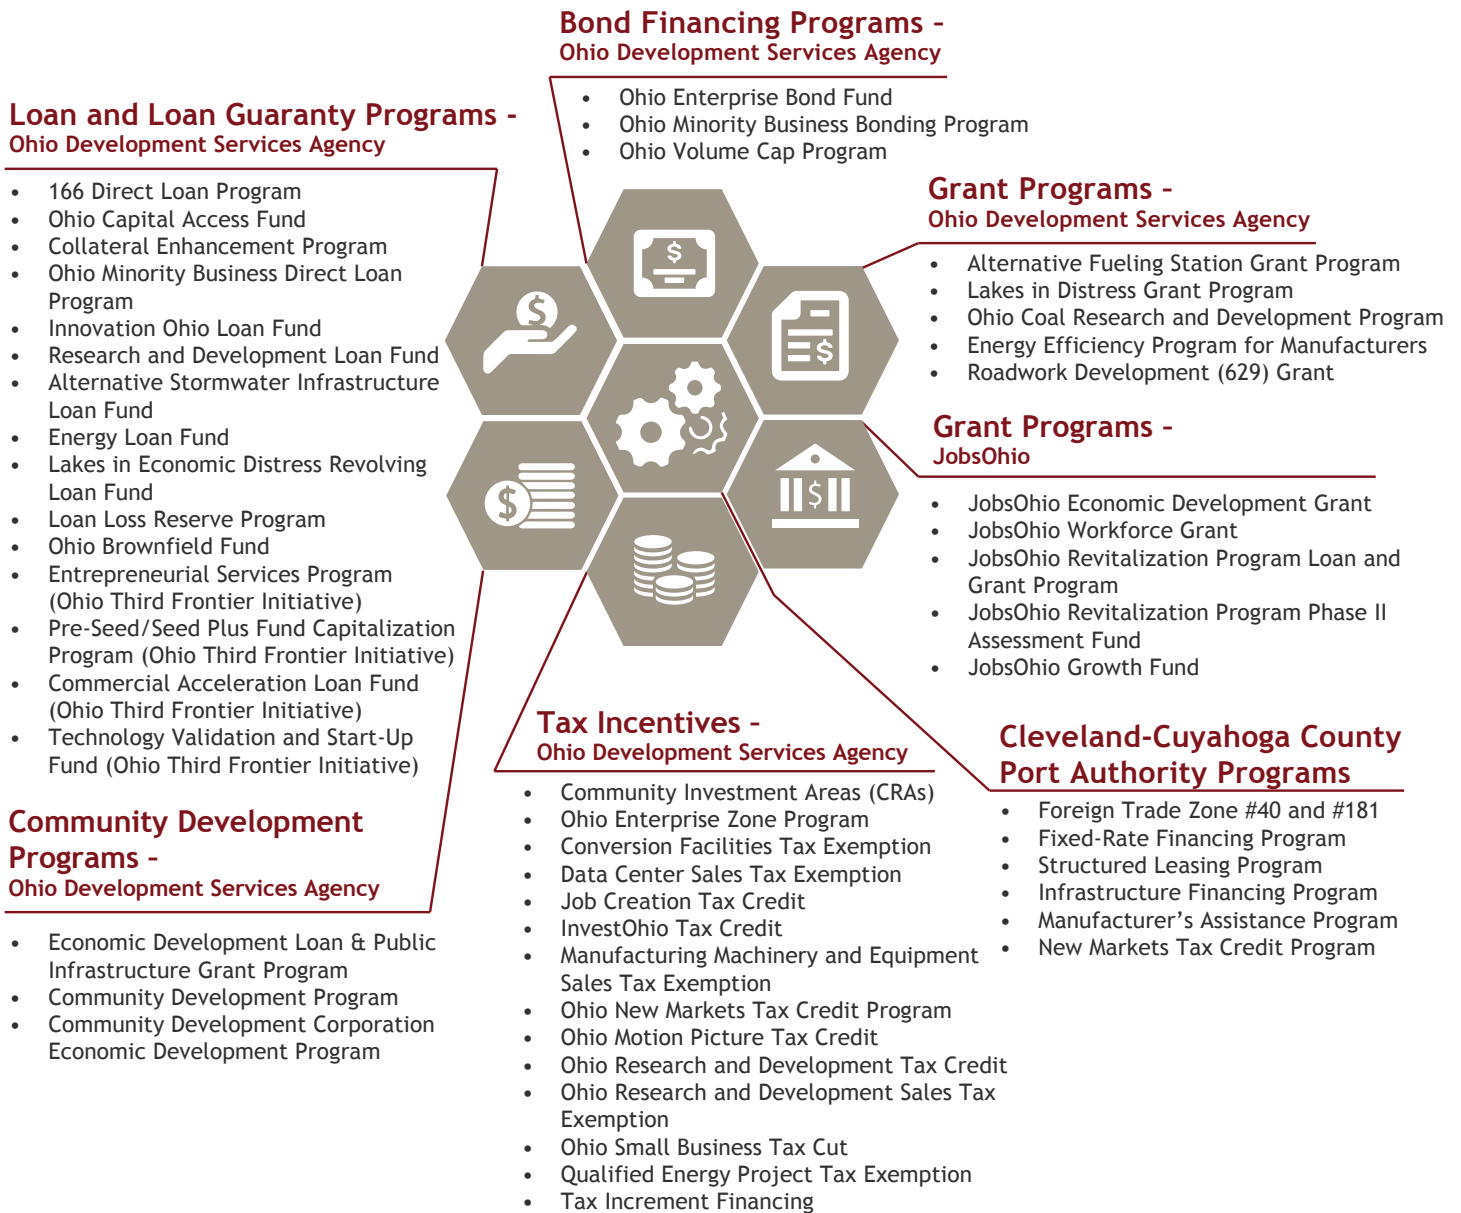 Bond Financing Programs –
Ohio Development Services Agency
• Ohio Enterprise Bond Fund
• Ohio Minority Business Bonding Program
• Ohio Volume Cap Program
Loan and Loan Guaranty Programs -
Ohio Development Services Agency
• 166 Direct Loan Program
• Ohio Capital Access Fund
• Collateral Enhancement Program
• Ohio Minority Business Direct Loan
Program
• Innovation Ohio Loan Fund
• Research and Development Loan Fund
• Alternative Stormwater Infrastructure
Loan Fund
• Energy Loan Fund
• Lakes in Economic Distress Revolving
Loan Fund
• Loan Loss Reserve Program
• Ohio Brownfield Fund
• Entrepreneurial Services Program
(Ohio Third Frontier Initiative)
• Pre-Seed/Seed Plus Fund Capitalization
Program (Ohio Third Frontier Initiative)
• Commercial Acceleration Loan Fund
(Ohio Third Frontier Initiative)
• Technology Validation and Start-Up
Fund (Ohio Third Frontier Initiative)
Community Development
Programs –
Ohio Development Services Agency
• Economic Development Loan & Public
Infrastructure Grant Program
• Community Development Program
• Community Development Corporation
Economic Development Program
$
$
$
$
$
Grant Programs –
Ohio Development Services Agency
• Alternative Fueling Station Grant Program
• Lakes in Distress Grant Program
• Ohio Coal Research and Development Program
• Energy Efficiency Program for Manufacturers
• Roadwork Development (629) Grant
Grant Programs –
JobsOhio
• JobsOhio Economic Development Grant
• JobsOhio Workforce Grant
• JobsOhio Revitalization Program Loan and
Grant Program
• JobsOhio Revitalization Program Phase II
Assessment Fund
• JobsOhio Growth Fund
Tax Incentives –
Ohio Development Services Agency
• Community Investment Areas (CRAs)
• Ohio Enterprise Zone Program
• Conversion Facilities Tax Exemption
• Data Center Sales Tax Exemption
• Job Creation Tax Credit
• InvestOhio Tax Credit
• Manufacturing Machinery and Equipment
Sales Tax Exemption
• Ohio New Markets Tax Credit Program
• Ohio Motion Picture Tax Credit
• Ohio Research and Development Tax Credit
• Ohio Research and Development Sales Tax
Exemption
• Ohio Small Business Tax Cut
• Qualified Energy Project Tax Exemption
• Tax Increment Financing
Cleveland-Cuyahoga County
Port Authority Programs
• Foreign Trade Zone #40 and #181
• Fixed-Rate Financing Program
• Structured Leasing Program
• Infrastructure Financing Program
• Manufacturer’s Assistance Program
• New Markets Tax Credit Program